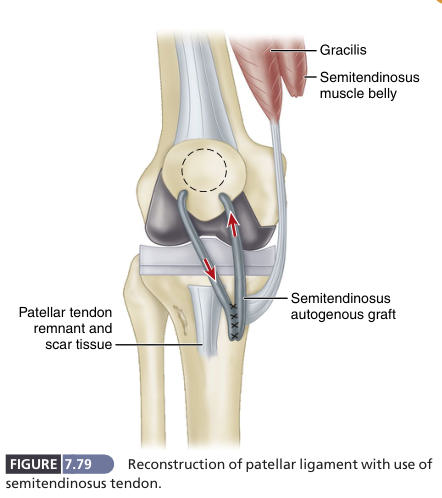 Gracilis
Semitendinosus
muscle belly
Semitendinosus
autogenous graft
Patellar tendon
remnant and
scar tissue
FIGURE 7.79 Reconstruction of patellar ligament with use of
semitendinosus tendon.